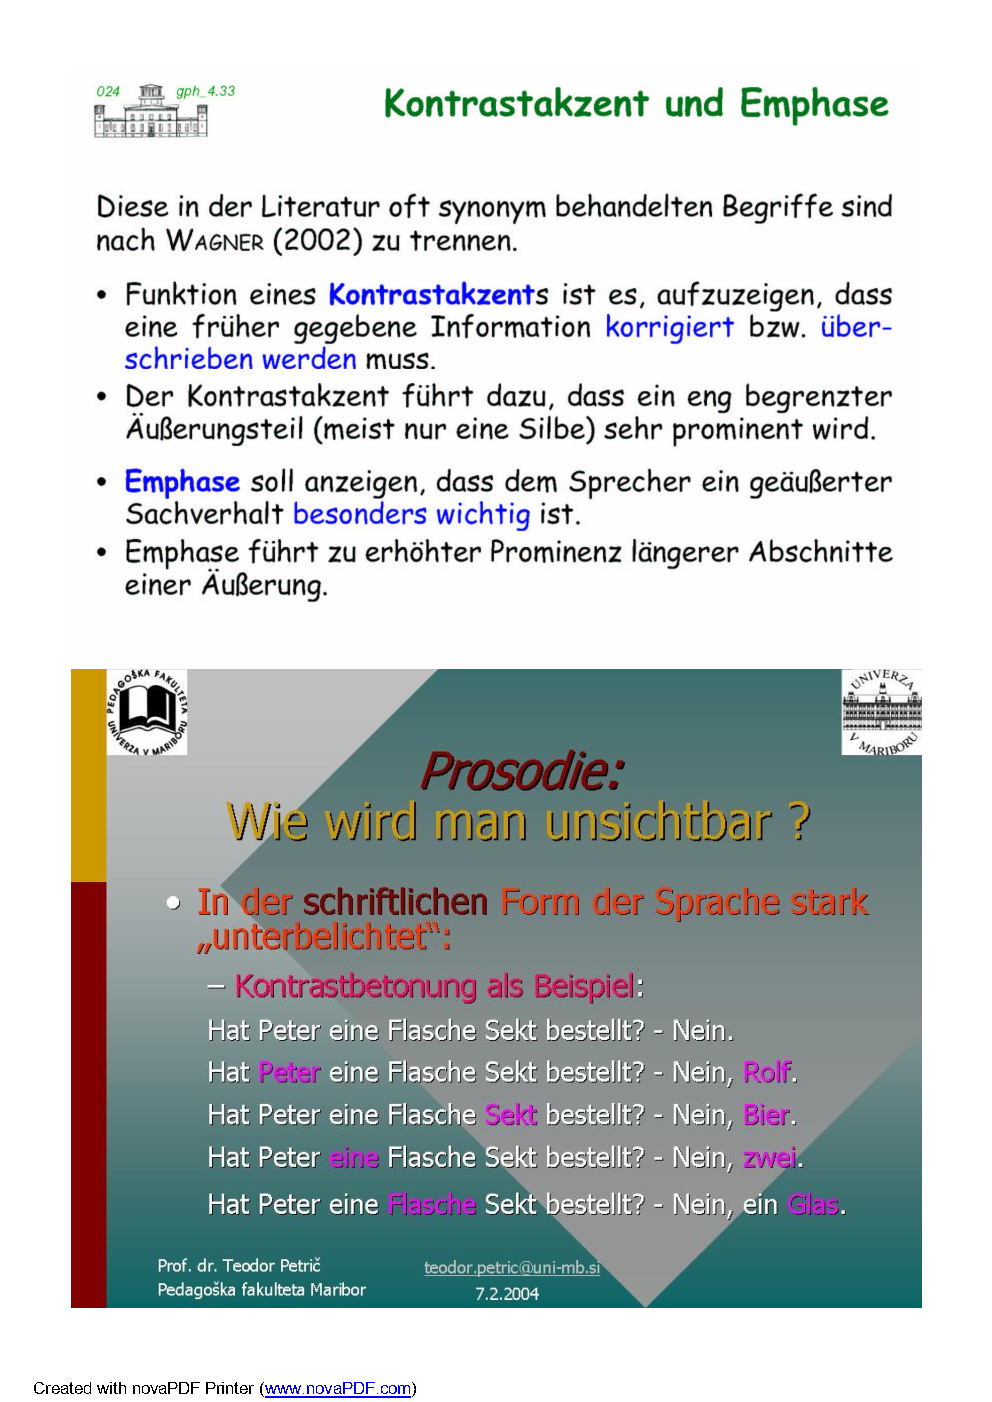 024 gph_4.33
Kontrastakzent und Emphase
Diese in der Literatur oft synonym behandelten Begriffe sind
nach WAGNER (2002) zu trennen.
• Funktion eines Kontrastakzents ist es, aufzuzeigen, dass
eine früher gegebene Information korrigiert bzw. über-
schrieben werden muss.
• Der Kontrastakzent führt dazu, dass ein eng begrenzter
Äußerungsteil (meist nur eine Silbe) sehr prominent wird.
• Emphase soll anzeigen, dass dem Sprecher ein geäußerter
Sachverhalt besonders wichtig ist.
• Emphase führt zu erhöhter Prominenz längerer Abschnitte
einer Äußerung.
PEDAGOŠKA FAKULTETA
UNIVERZA V MARIBORU
UNIVERZA
V MARIBORU
Prosodie:
Wie wird man unsichtbar ?
• In der schriftlichen Form der Sprache stark
„unterbelichtet“:
– Kontrastbetonung als Beispiel:
Hat Peter eine Flasche Sekt bestellt? - Nein.
Hat Peter eine Flasche Sekt bestellt? - Nein, Rolf.
Hat Peter eine Flasche Sekt bestellt? - Nein, Bier.
Hat Peter eine Flasche Sekt bestellt? - Nein, zwei.
Hat Peter eine Flasche Sekt bestellt? - Nein, ein Glas.
Prof. dr. Teodor Petrič
Pedagoška fakulteta Maribor
teodor.petric@uni-mb.si
7.2.2004
Created with novaPDF Printer (www.novaPDF.com)